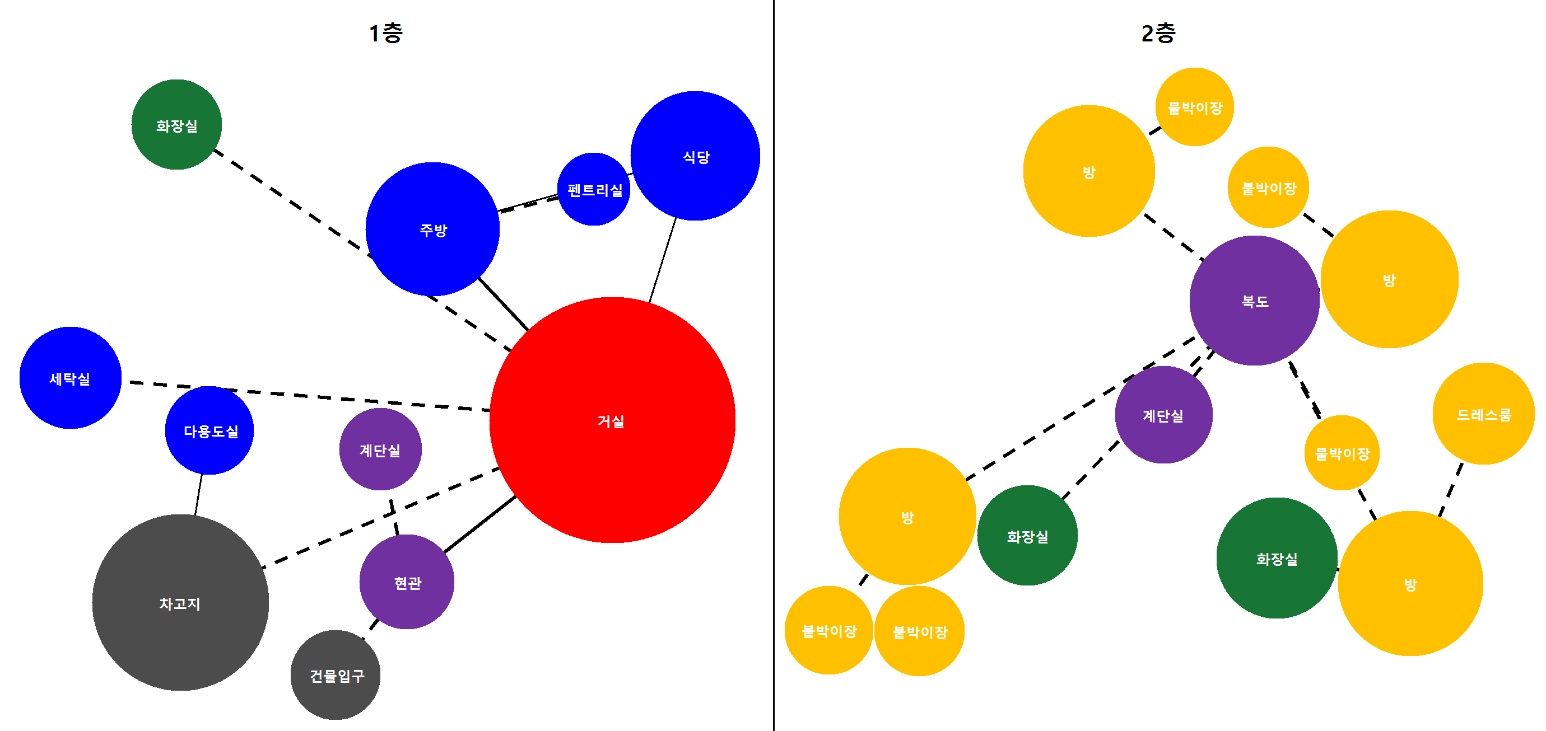 1층
화장실
식당
펜트리실
주방
세탁실
거실
다용도실
계단실
현관
차고지
건물입구
2층
붙박이장
방
붙박이장
방
복도
계단실
드레스룸
붙박이장
방
화장실
화장실
방
붙박이장
붙박이장